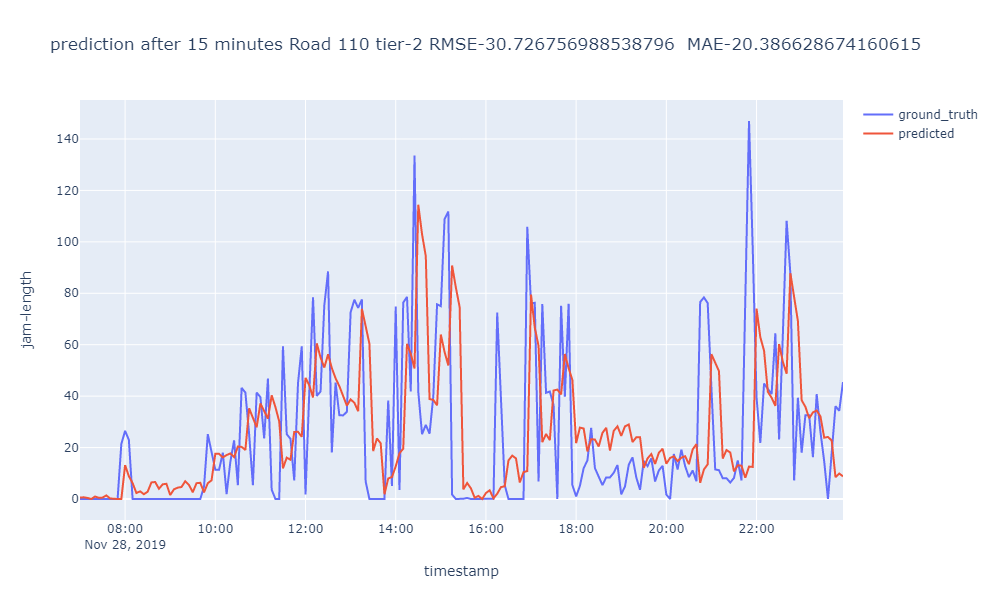 prediction after 15 minutes Road 110 tier-2 RMSE-30.726756988538796 MAE-20.386628674160615
ground_truth
predicted
140
120
100
80
60
40
20
0
jam-length
08:00 10:00 12:00 14:00 16:00 18:00 20:00 22:00
Nov 28, 2019
timestamp